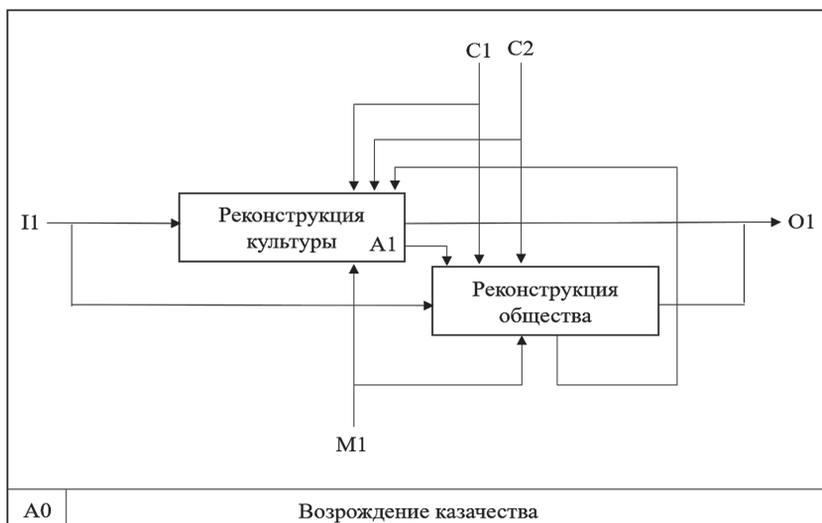 C1 C2
I1
Реконструкция
культуры
A1
O1
Реконструкция
общества
M1
A0
Возрождение казачества